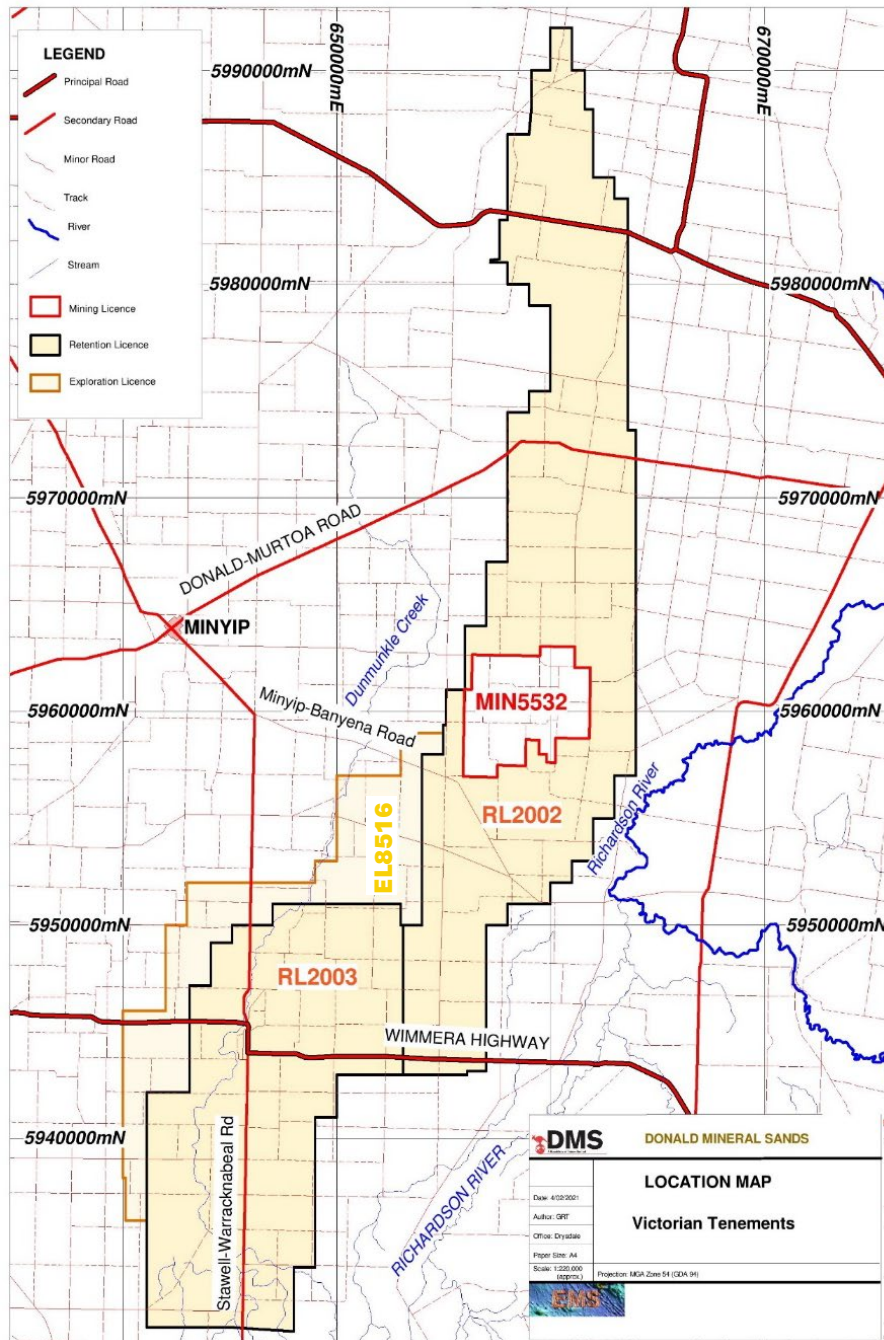 LEGEND
Principal Road
Secondary Road
Minor Road
Track
River
Stream
Mining Licence
Retention Licence
Exploration Licence
650000mE
670000mE
5990000mN
5980000mN
5980000mN
5970000mN
5970000mN
DONALD-MURTOA ROAD
MINYIP
Dunmunkle Creek
Minyip-Banyena Road
MIN5532
5960000mN
5960000mN
RL2002
EL8516
Richardson River
5950000mN
5950000mN
RL2003
WIMMERA HIGHWAY
5940000mN
Stawell-Warracknabeal Rd
RICHARDSON RIVER
DMS
DONALD MINERAL SANDS
LOCATION MAP
Victorian Tenements
Date: 4/02/2021
Author: GRT
Office: Drysdale
Paper Size: A4
Scale: 1:220,000
(approx.)
Projection: MGA Zone 54 (GDA 94)
EMS